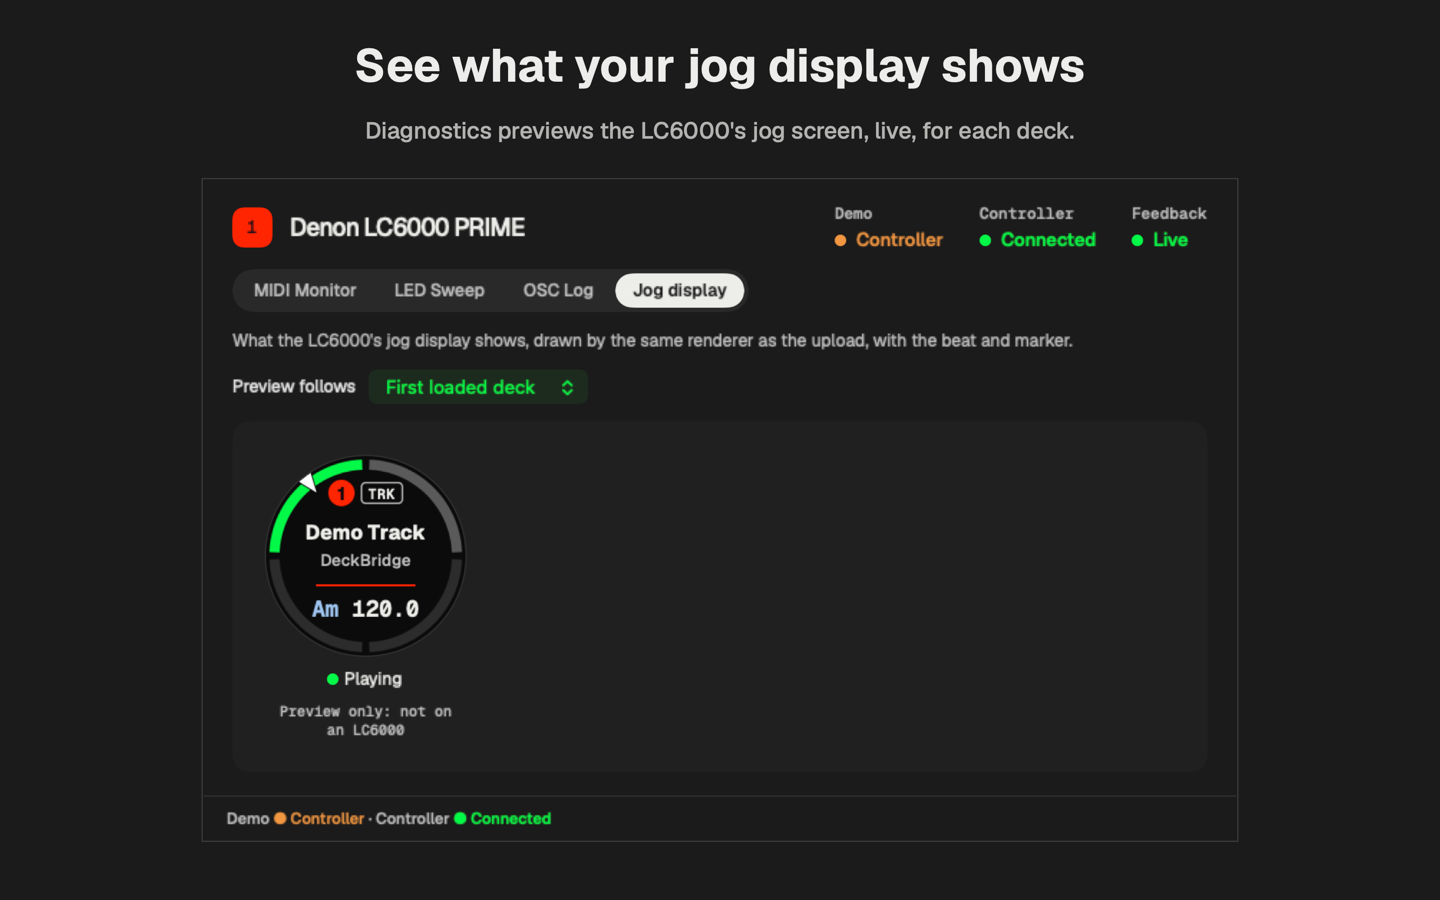 See what your jog display shows
Diagnostics previews the LC6000's jog screen, live, for each deck.
1 Denon LC6000 PRIME
Demo
Controller
Controller
Connected
Feedback
Live
MIDI Monitor LED Sweep OSC Log Jog display
What the LC6000's jog display shows, drawn by the same renderer as the upload, with the beat and marker.
Preview follows First loaded deck
1 TRK
Demo Track
DeckBridge
Am 120.0
Playing
Preview only: not on
an LC6000
Demo Controller · Controller Connected